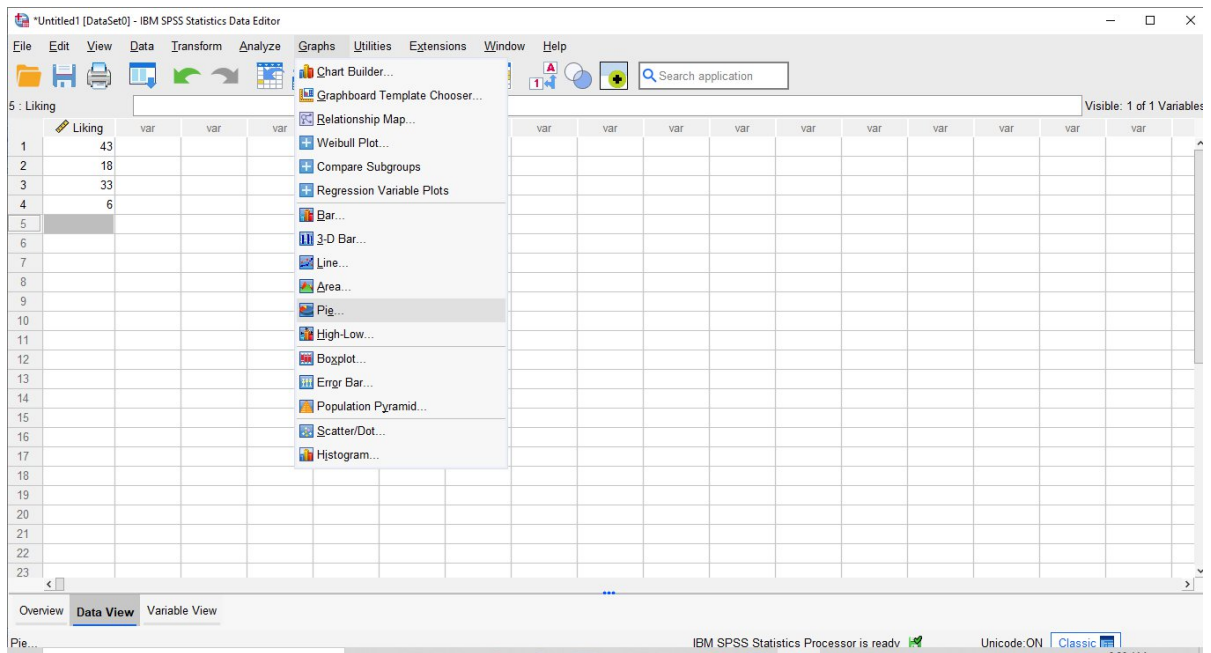 *Untitled1 [DataSet0] - IBM SPSS Statistics Data Editor
File Edit View Data Transform Analyze Graphs Utilities Extensions Window Help
Search application
5 : Liking
Visible: 1 of 1 Variables
Liking var var var var var var var var var var var var var
1 43
2 18
3 33
4 6
5
6
7
8
9
10
11
12
13
14
15
16
17
18
19
20
21
22
23
Chart Builder...
Graphboard Template Chooser...
Relationship Map...
Weibull Plot...
Compare Subgroups
Regression Variable Plots
Bar...
3-D Bar...
Line...
Area...
Pie...
High-Low...
Boxplot...
Error Bar...
Population Pyramid...
Scatter/Dot...
Histogram...
Overview Data View Variable View
Pie...
IBM SPSS Statistics Processor is ready
Unicode:ON
Classic